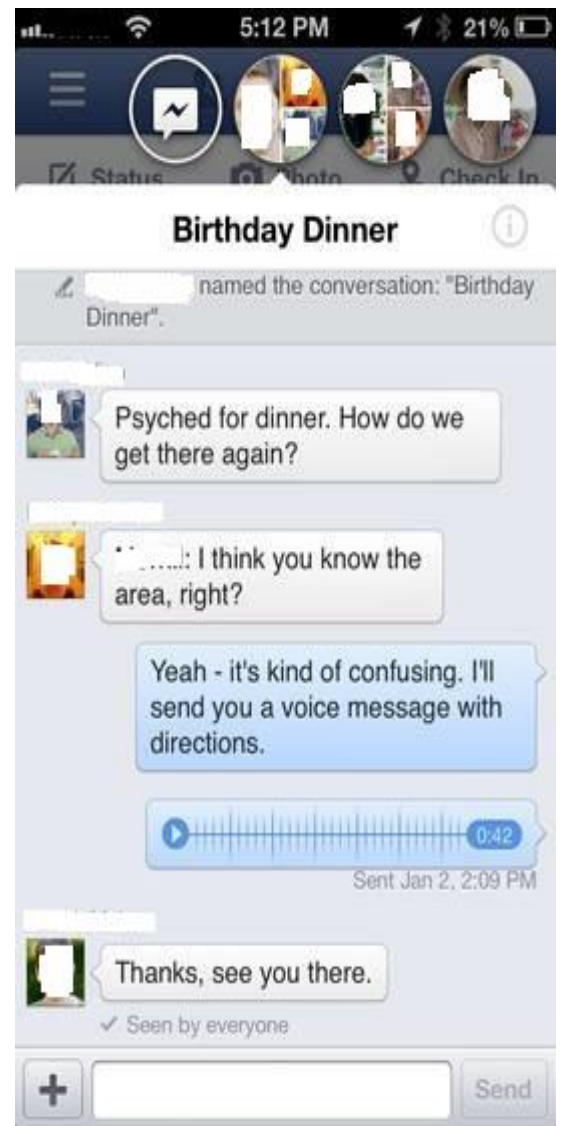 5:12 PM
21%
Status
Photo
Check In
Birthday Dinner
named the conversation: "Birthday
Dinner".
Psyched for dinner. How do we
get there again?
: I think you know the
area, right?
Yeah - it's kind of confusing. I'll
send you a voice message with
directions.
0:42
Sent Jan 2, 2:09 PM
Thanks, see you there.
✓ Seen by everyone
Send